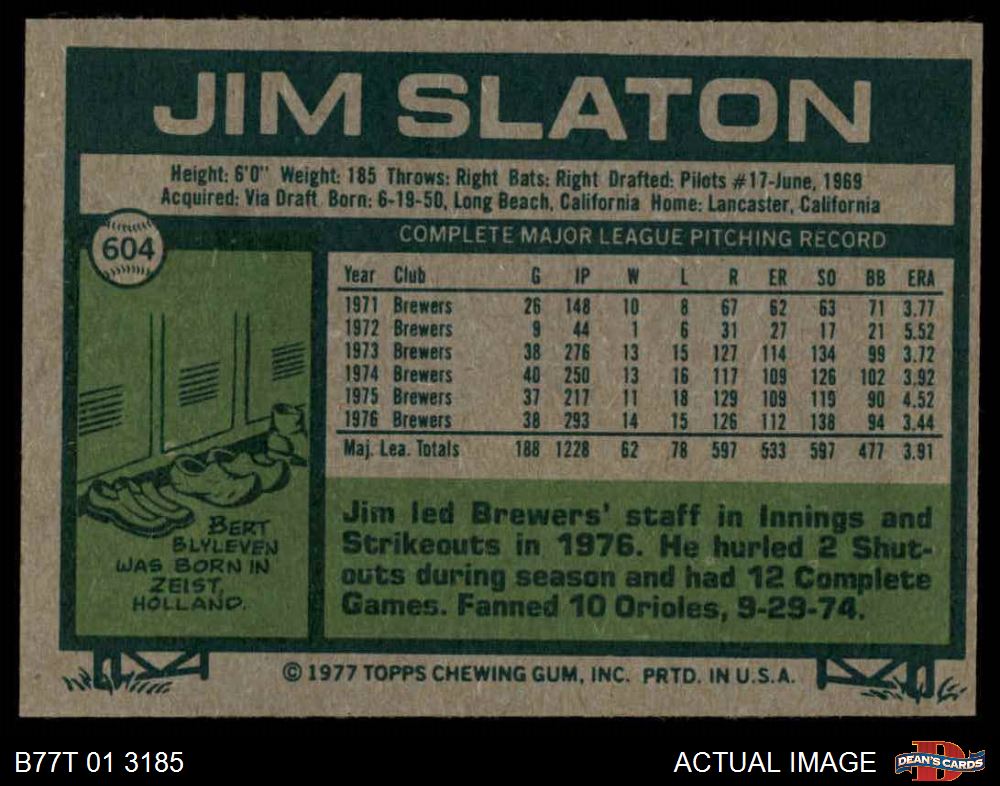 JIM SLATON
Height: 6'0" Weight: 185 Throws: Right Bats: Right Drafted: Pilots #17-June, 1969
Acquired: Via Draft Born: 6-19-50, Long Beach, California Home: Lancaster, California
604
COMPLETE MAJOR LEAGUE PITCHING RECORD
Year Club G IP W L R ER SO BB ERA
1971 Brewers 26 148 10 8 67 62 63 71 3.77
1972 Brewers 9 44 1 6 31 27 17 21 5.52
1973 Brewers 38 276 13 15 127 114 134 99 3.72
1974 Brewers 40 250 13 16 117 109 126 102 3.92
1975 Brewers 37 217 11 18 129 109 119 90 4.52
1976 Brewers 38 293 14 15 126 112 138 94 3.44
Maj. Lea. Totals 188 1228 62 78 597 533 597 477 3.91
BERT
BLYLEVEN
WAS BORN IN
ZEIST,
HOLLAND.
Jim led Brewers' staff in Innings and
Strikeouts in 1976. He hurled 2 Shut-
outs during season and had 12 Complete
Games. Fanned 10 Orioles, 9-29-74.
© 1977 TOPPS CHEWING GUM, INC. PRTD. IN U.S.A.
B77T 01 3185
ACTUAL IMAGE
DEAN'S CARDS